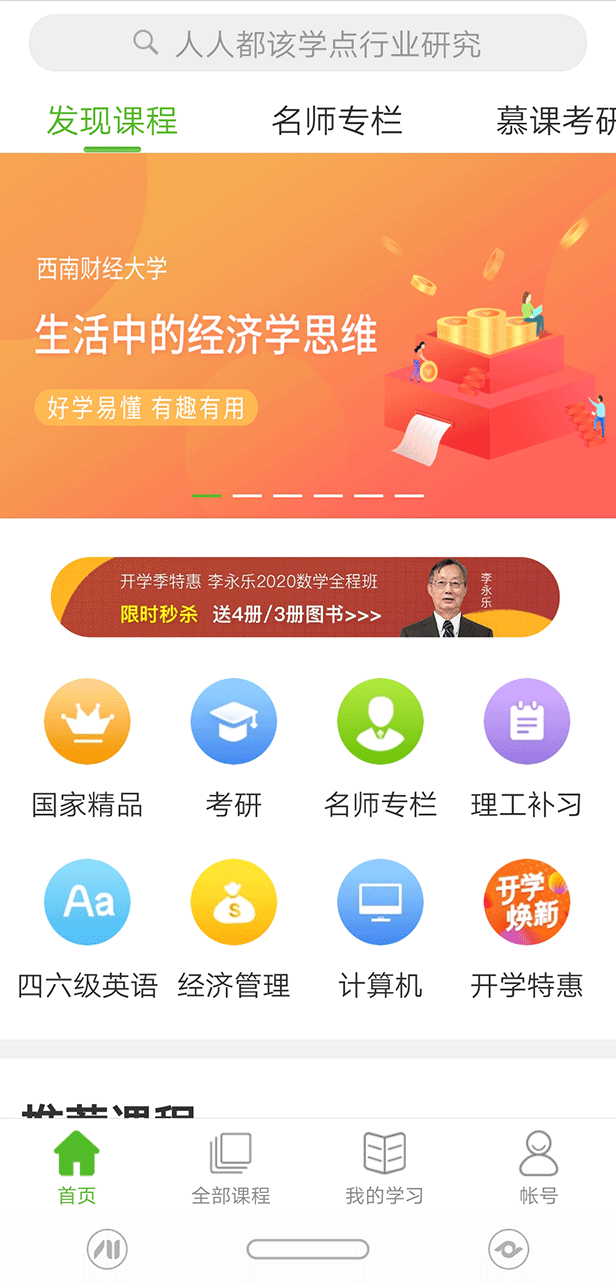 人人都该学点行业研究
发现课程 名师专栏 慕课考研
西南财经大学
生活中的经济学思维
好学易懂 有趣有用
开学季特惠 李永乐2020数学全程班
限时秒杀 送4册/3册图书>>>
李永乐
国家精品 考研 名师专栏 理工补习
Aa
S
开学
焕新
四六级英语 经济管理 计算机 开学特惠
推荐课程
首页 全部课程 我的学习 帐号